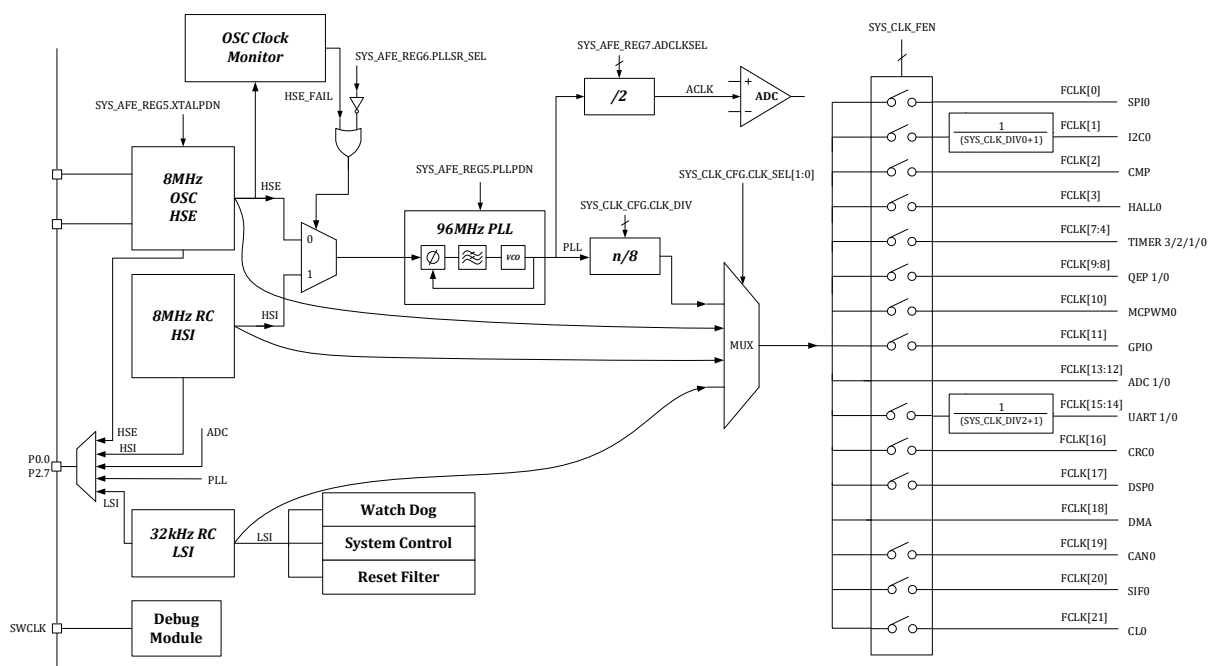 OSC Clock
Monitor
SYS_AFE_REG6.PLLSR_SEL
HSE_FAIL
SYS_AFE_REG7.ADCLKSEL
/2
ACLK
+
−
ADC
SYS_CLK_FEN
SYS_AFE_REG5.XTALPDN
8MHz
OSC
HSE
HSE
0
1
SYS_AFE_REG5.PLLPDN
96MHz PLL
Ø
VCO
PLL
SYS_CLK_CFG.CLK_DIV
n/8
SYS_CLK_CFG.CLK_SEL[1:0]
MUX
8MHz RC
HSI
HSI
HSE
HSI
ADC
PLL
LSI
P0.0
P2.7
32kHz RC
LSI
LSI
Watch Dog
System Control
Reset Filter
SWCLK
Debug
Module
FCLK[0]
SPI0
FCLK[1]
1
(SYS_CLK_DIV0+1)
I2C0
FCLK[2]
CMP
FCLK[3]
HALL0
FCLK[7:4]
TIMER 3/2/1/0
FCLK[9:8]
QEP 1/0
FCLK[10]
MCPWM0
FCLK[11]
GPIO
FCLK[13:12]
ADC 1/0
FCLK[15:14]
1
(SYS_CLK_DIV2+1)
UART 1/0
FCLK[16]
CRC0
FCLK[17]
DSP0
FCLK[18]
DMA
FCLK[19]
CAN0
FCLK[20]
SIF0
FCLK[21]
CL0